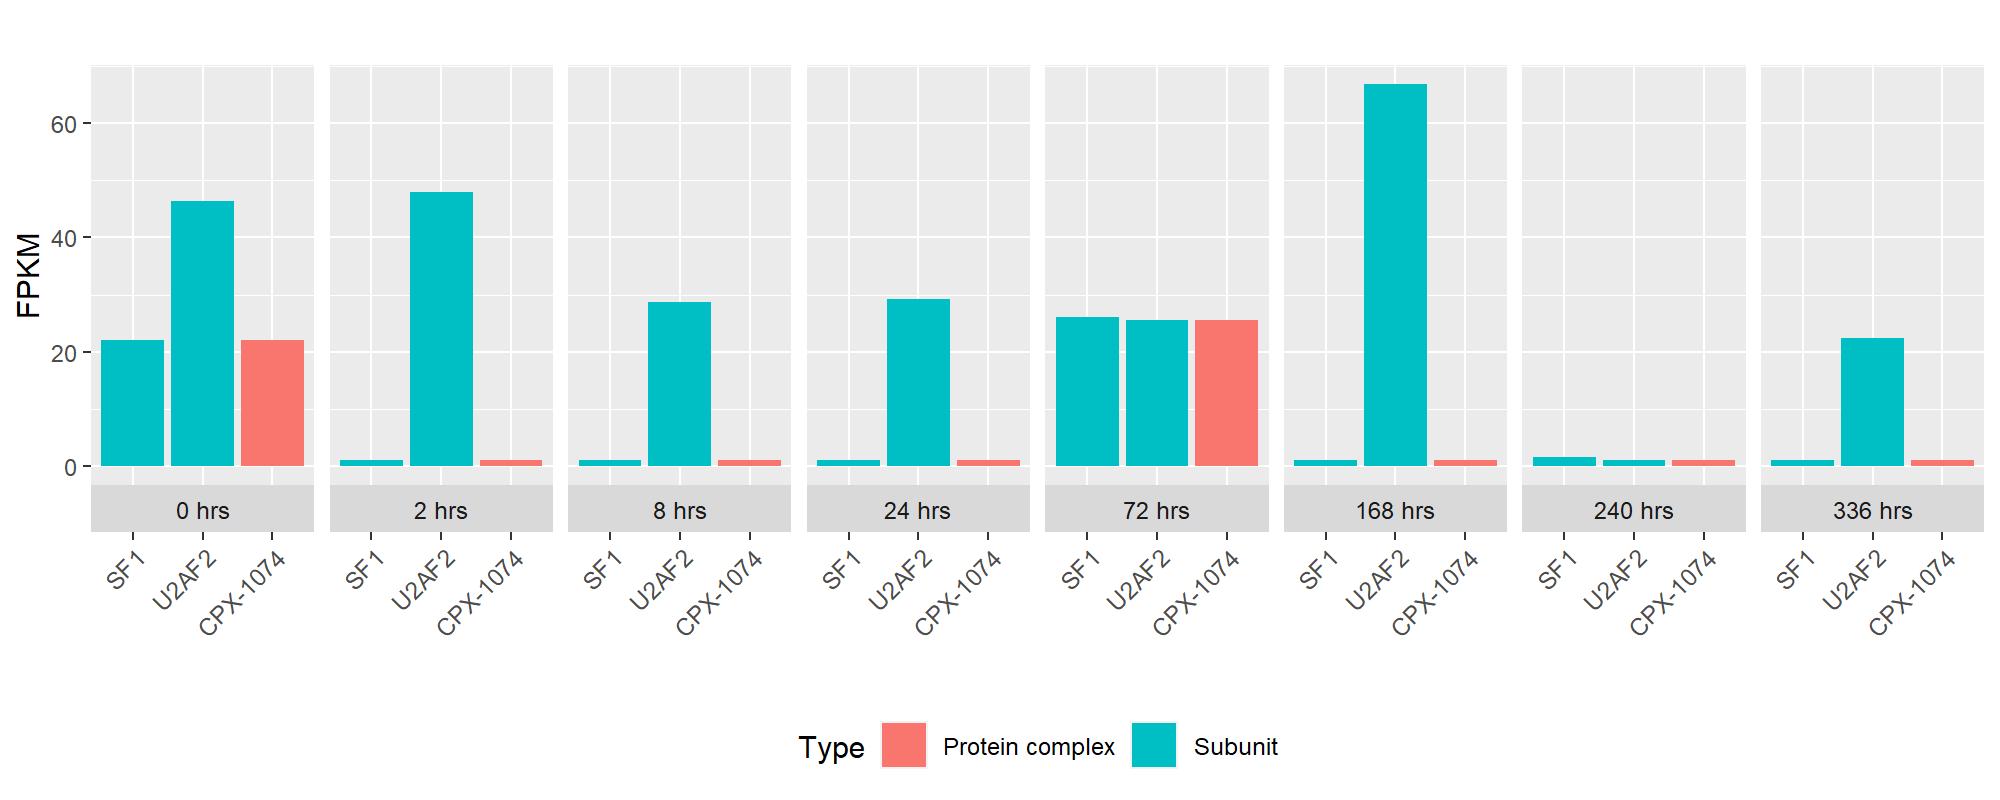 FPKM
60
40
20
0
0 hrs 2 hrs 8 hrs 24 hrs 72 hrs 168 hrs 240 hrs 336 hrs
SF1 U2AF2 CPX-1074 SF1 U2AF2 CPX-1074 SF1 U2AF2 CPX-1074 SF1 U2AF2 CPX-1074 SF1 U2AF2 CPX-1074 SF1 U2AF2 CPX-1074 SF1 U2AF2 CPX-1074 SF1 U2AF2 CPX-1074
Type Protein complex Subunit